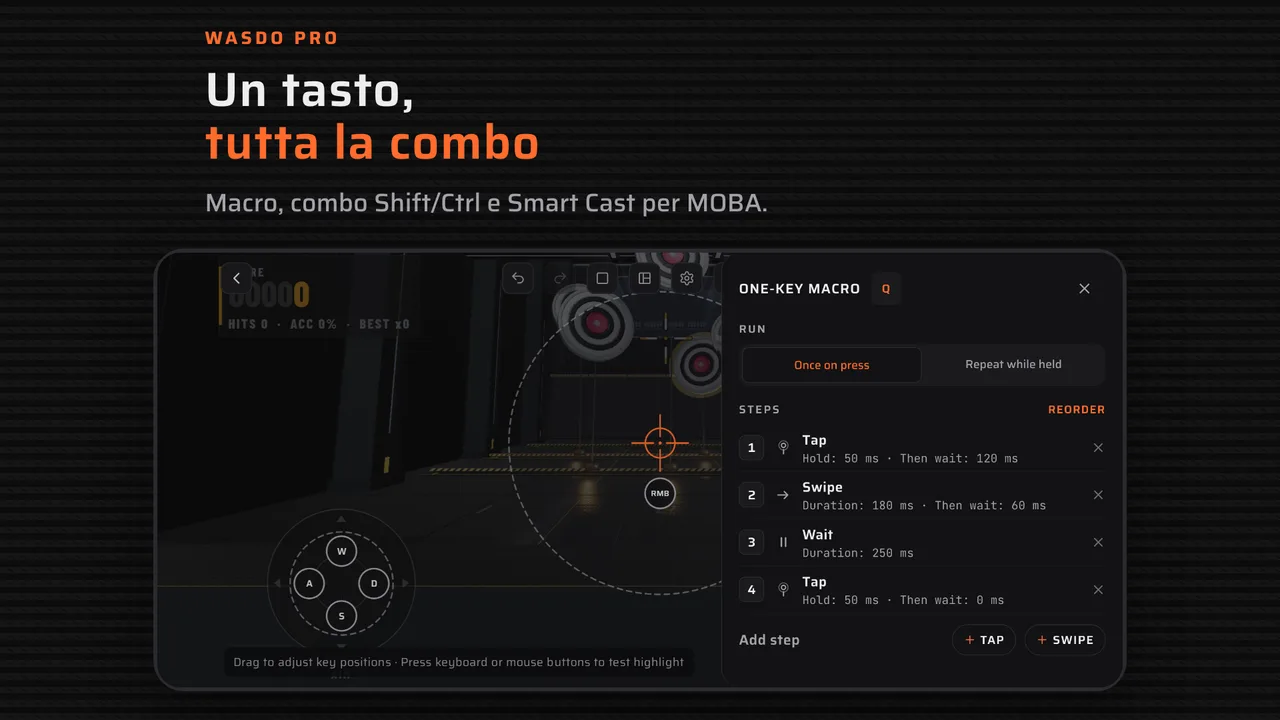 WASDO PRO
Un tasto,
tutta la combo
Macro, combo Shift/Ctrl e Smart Cast per MOBA.
HITS 0 · ACC 0% · BEST x0
RMB
W
A
D
S
Drag to adjust key positions · Press keyboard or mouse buttons to test highlight
ONE-KEY MACRO Q
RUN
Once on press Repeat while held
STEPS REORDER
1 Tap
Hold: 50 ms · Then wait: 120 ms
2 Swipe
Duration: 180 ms · Then wait: 60 ms
3 Wait
Duration: 250 ms
4 Tap
Hold: 50 ms · Then wait: 0 ms
Add step + TAP + SWIPE